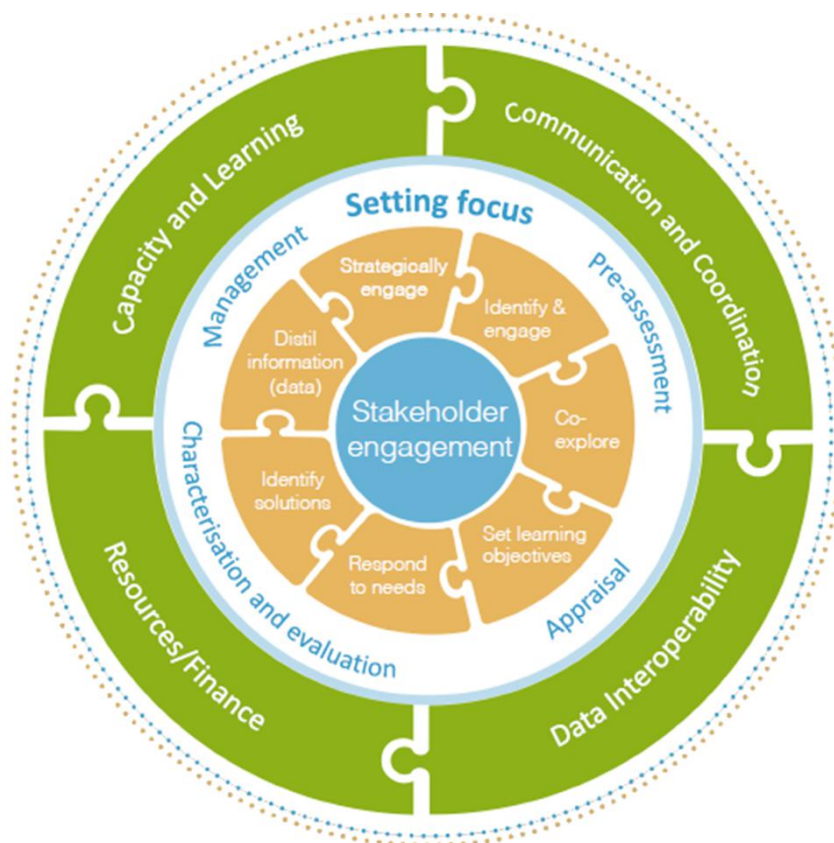 Capacity and Learning
Communication and Coordination
Data Interoperability
Resources/Finance
Setting focus
Pre-assessment
Appraisal
Characterisation and evaluation
Management
Strategically
engage
Identify &
engage
Co-
explore
Set learning
objectives
Respond
to needs
Identify
solutions
Distil
information
(data)
Stakeholder
engagement